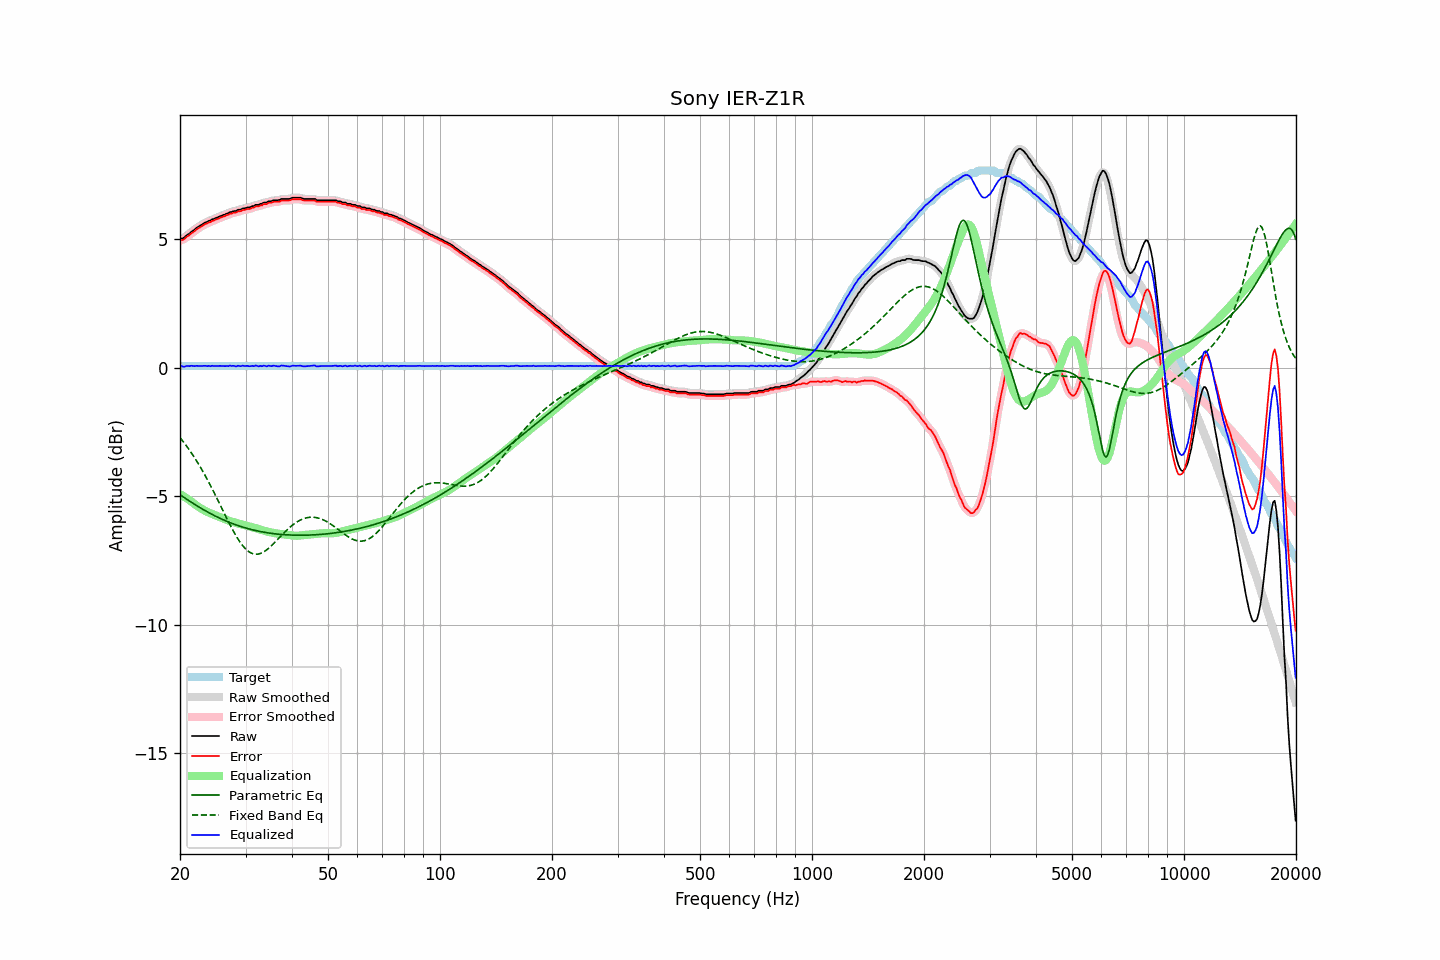 Sony IER-Z1R
Amplitude (dBr)
5
0
−5
−10
−15
Target
Raw Smoothed
Error Smoothed
Raw
Error
Equalization
Parametric Eq
Fixed Band Eq
Equalized
20 50 100 200 500 1000 2000 5000 10000 20000
Frequency (Hz)